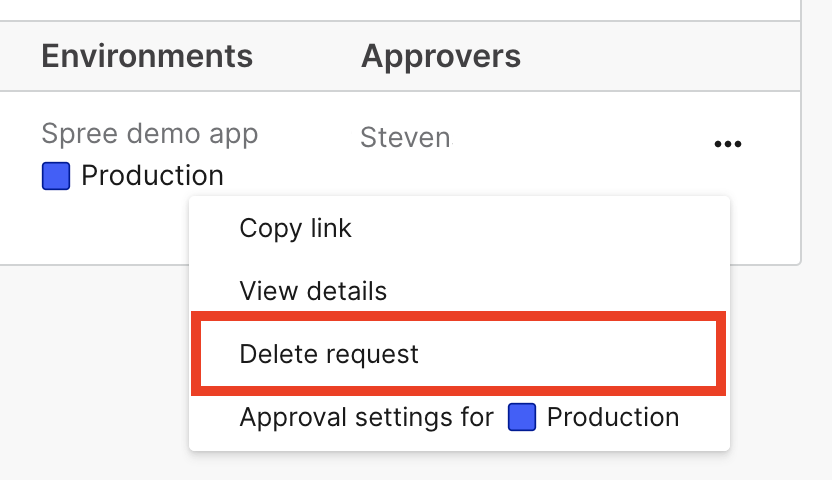 Environments Approvers
Spree demo app Steven •••
Production
Copy link
View details
Delete request
Approval settings for Production